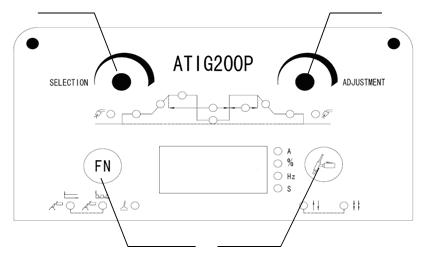 ATIG200P
SELECTION
ADJUSTMENT
FN
A
%
Hz
S